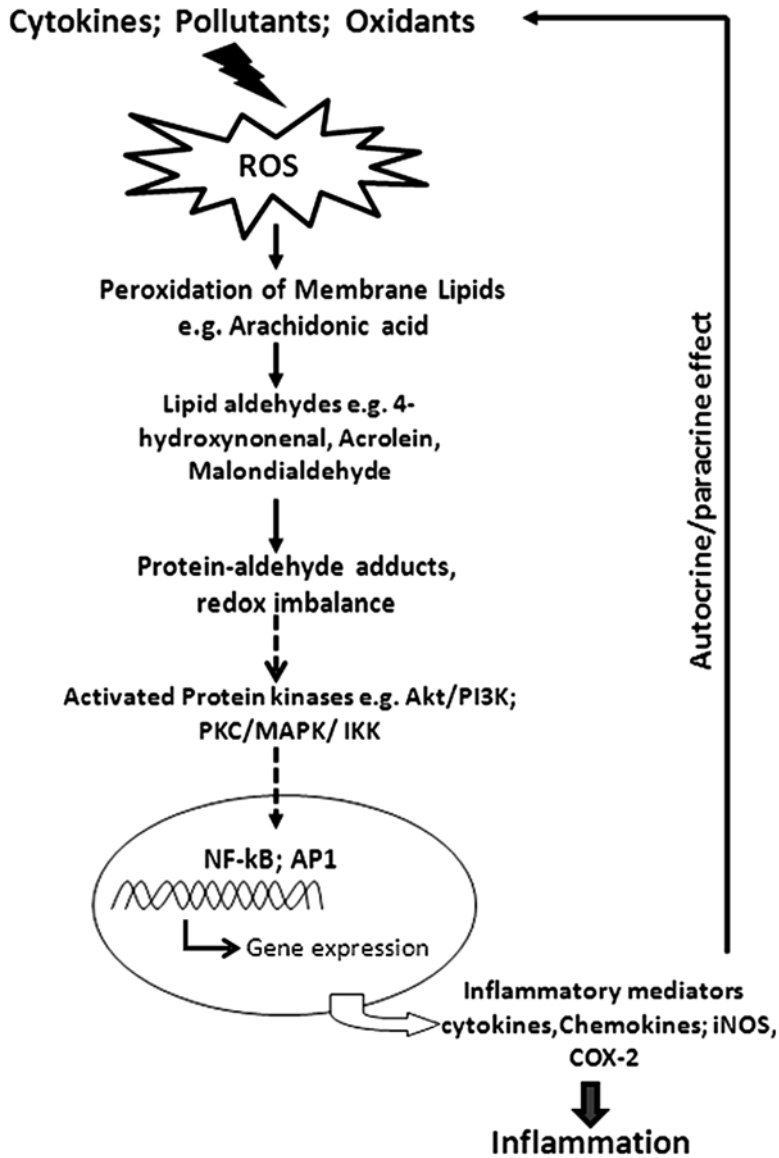 Cytokines; Pollutants; Oxidants
ROS
Peroxidation of Membrane Lipids
e.g. Arachidonic acid
Lipid aldehydes e.g. 4-
hydroxynonenal, Acrolein,
Malondialdehyde
Protein-aldehyde adducts,
redox imbalance
Activated Protein kinases e.g. Akt/PI3K;
PKC/MAPK/ IKK
NF-kB; AP1
Gene expression
Inflammatory mediators
cytokines,Chemokines; iNOS,
COX-2
Inflammation
Autocrine/paracrine effect